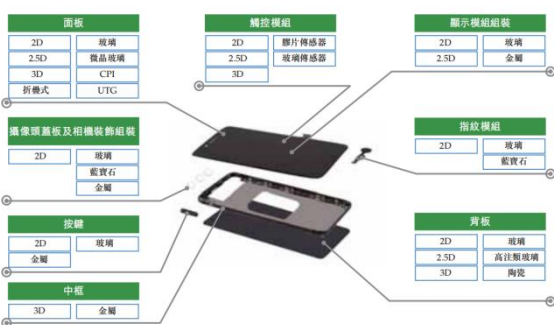 面板
2D 玻璃
2.5D 微晶玻璃
3D CPI
折疊式 UTG
觸控模組
2D 膠片傳感器
2.5D 玻璃傳感器
3D
顯示模組組裝
2D 玻璃
2.5D 金屬
攝像頭蓋板及相機裝飾組裝
2D 玻璃
藍寶石
金屬
指紋模組
2D 玻璃
藍寶石
按鍵
2D 玻璃
金屬
背板
2D 玻璃
2.5D 高注類玻璃
3D 陶瓷
中框
3D 金屬